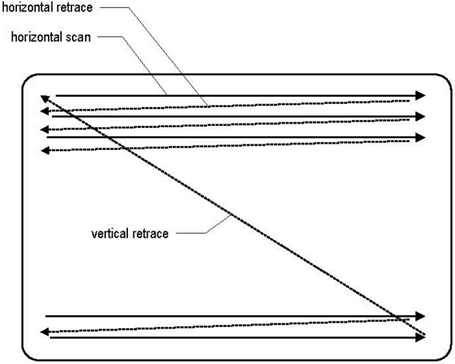 horizontal retrace
horizontal scan
vertical retrace